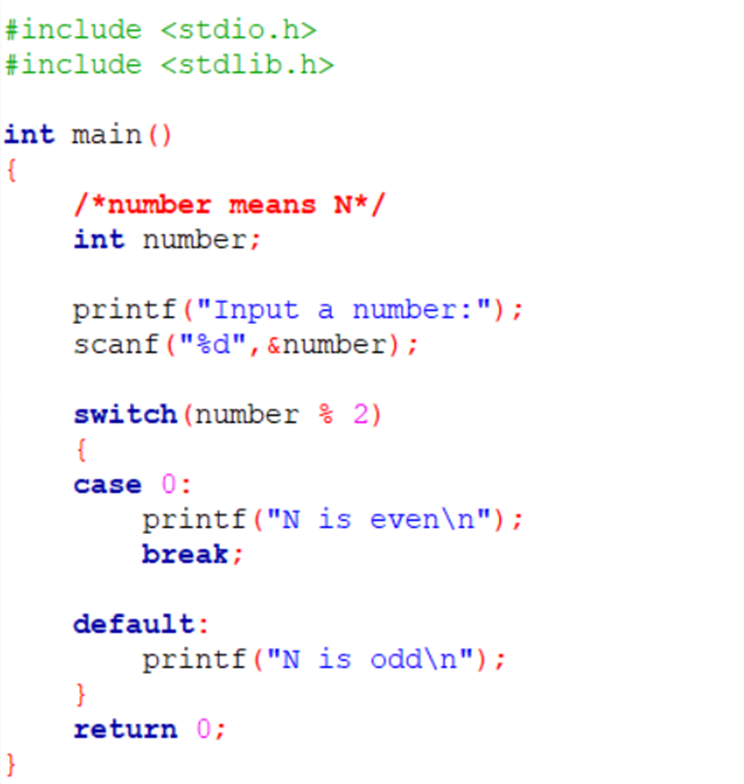 #include <stdio.h>
#include <stdlib.h>
int main()
{
/*number means N*/
int number;
printf("Input a number:");
scanf("%d",&number);
switch(number % 2)
{
case 0:
printf("N is even\n");
break;
default:
printf("N is odd\n");
}
return 0;
}